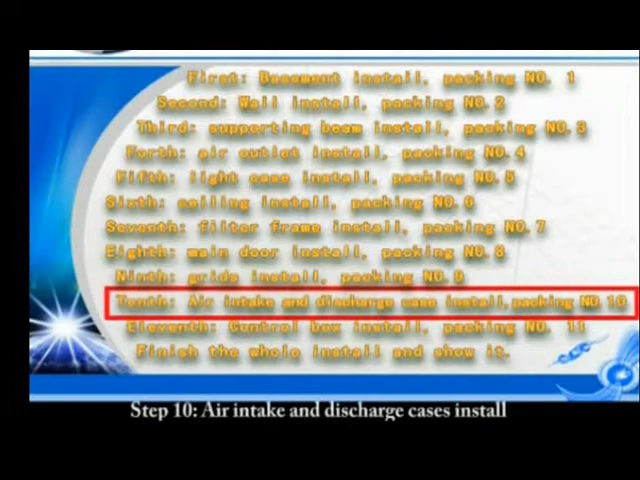 First: Basement install, packing NO. 1
Second: Wall install, packing NO.2
Third: supporting beam install, packing NO.3
Forth: air outlet install, packing NO.4
Fifth: light case install, packing NO.5
Sixth: ceiling install, packing NO.6
Seventh: filter frame install, packing NO.7
Eighth: main door install, packing NO.8
Ninth: grids install, packing NO.9
Tenth: Air intake and discharge case install,packing NO 10
Eleventh: Control box install, packing NO. 11
Finish the whole install and show it.
Step 10: Air intake and discharge cases install